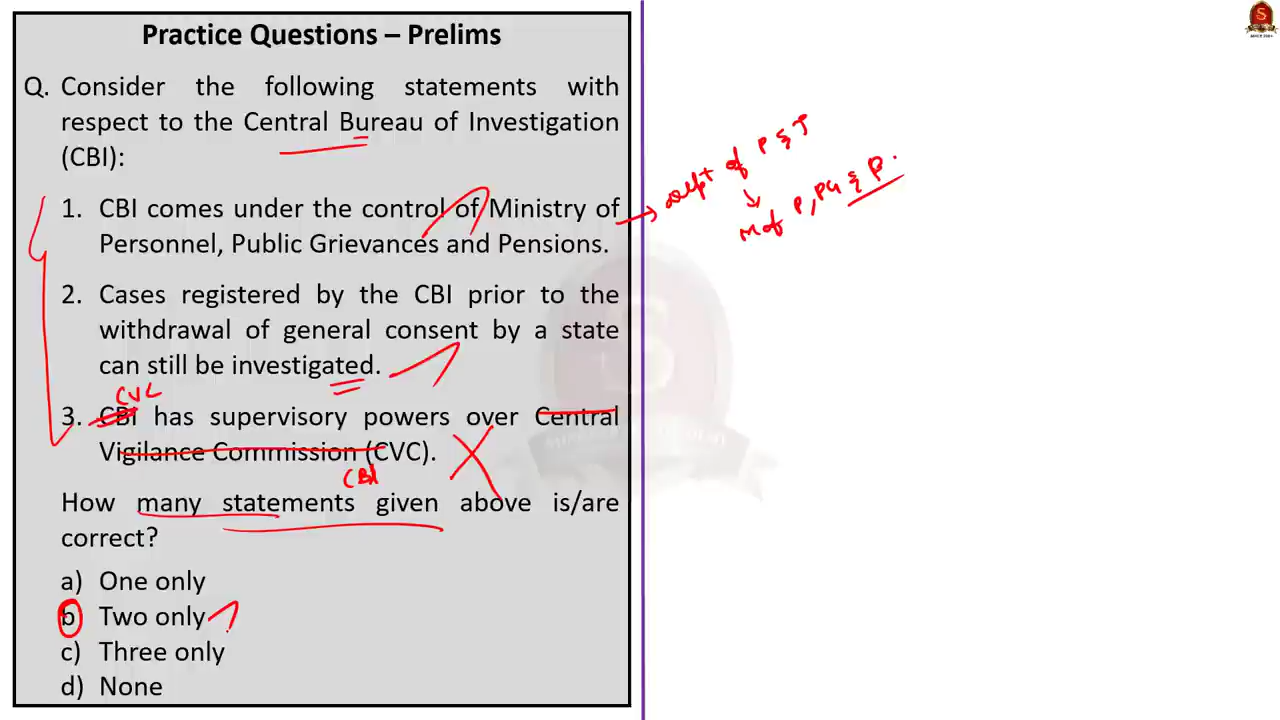 Practice Questions – Prelims
Q. Consider the following statements with
respect to the Central Bureau of Investigation
(CBI):
1. CBI comes under the control of Ministry of
Personnel, Public Grievances and Pensions.
2. Cases registered by the CBI prior to the
withdrawal of general consent by a state
can still be investigated.
CVC
3. CBI has supervisory powers over Central
Vigilance Commission (CVC).
CBI
How many statements given above is/are
correct?
a) One only
b) Two only
c) Three only
d) None
Dept of P & T
M of P, PG & P.
S